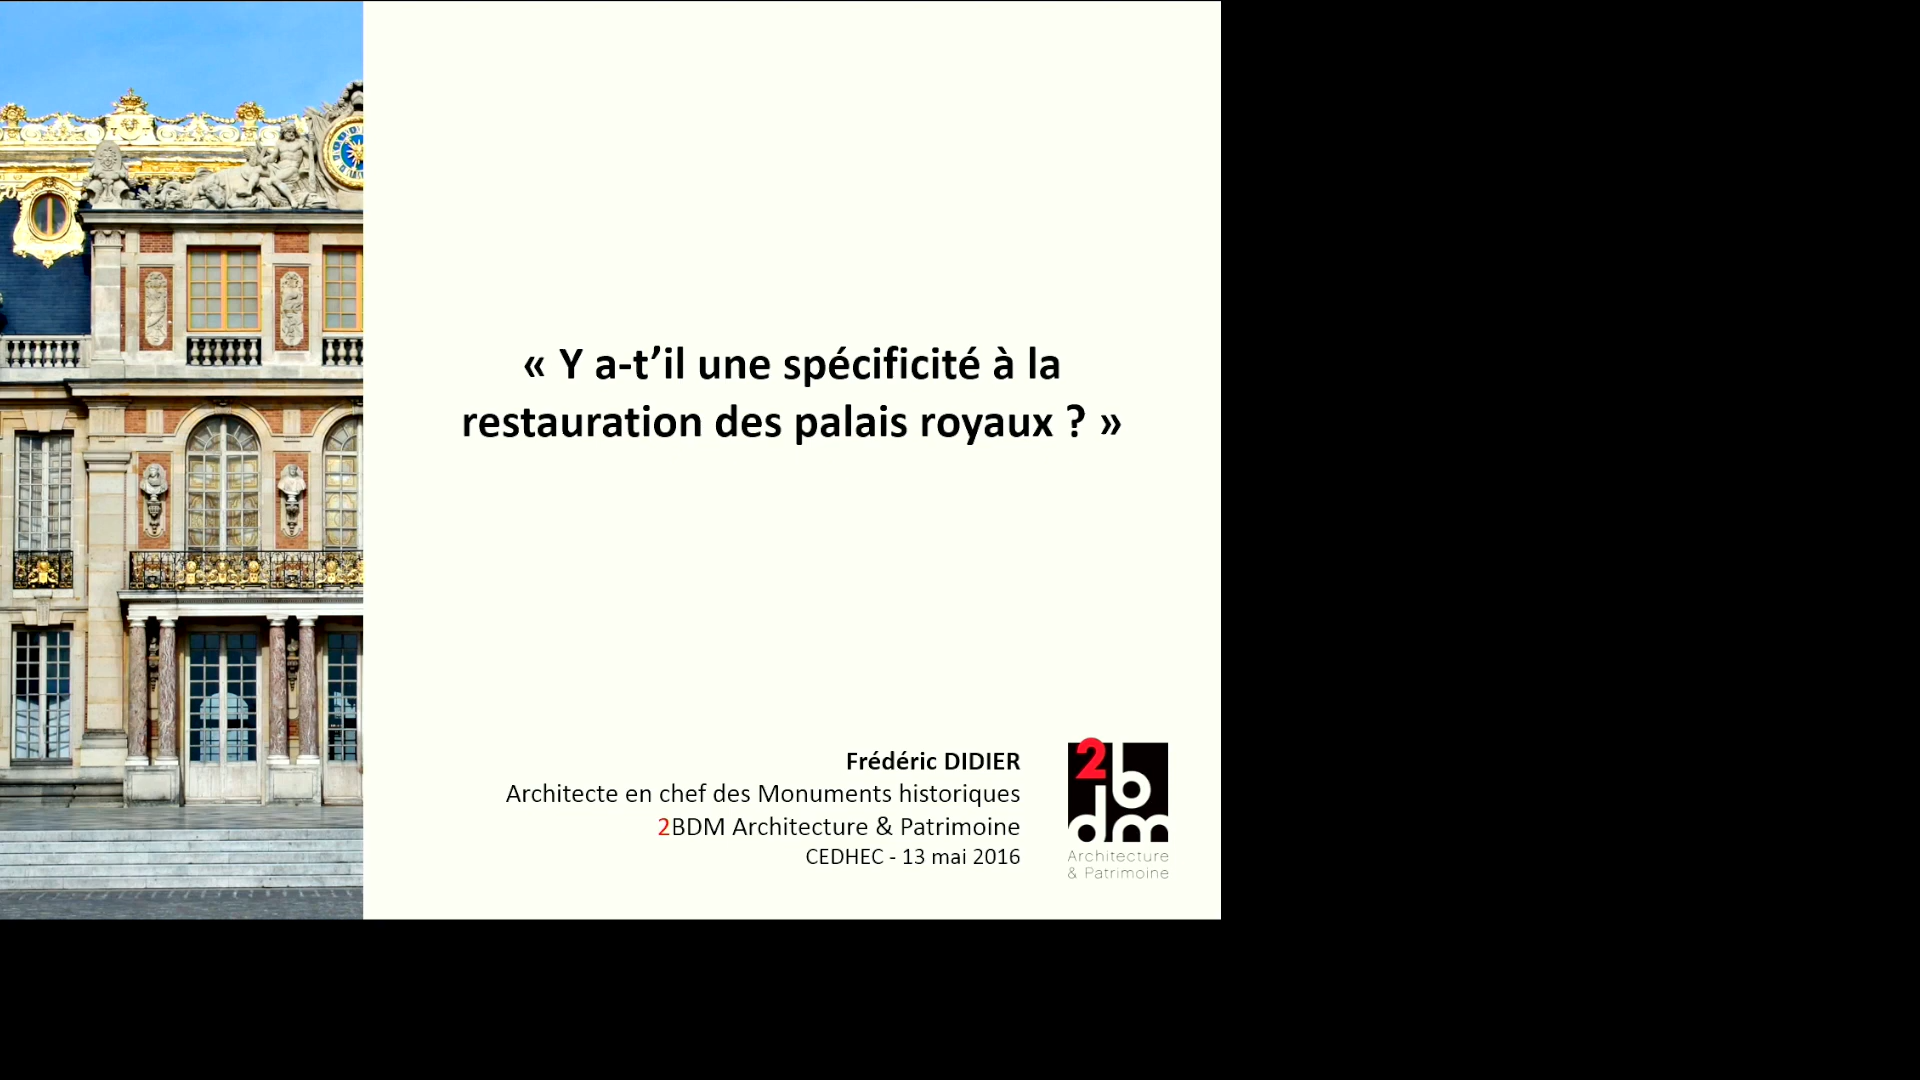 « Y a-t’il une spécificité à la
restauration des palais royaux ? »
Frédéric DIDIER
Architecte en chef des Monuments historiques
2BDM Architecture & Patrimoine
CEDHEC - 13 mai 2016
2b
dm
Architecture
& Patrimoine